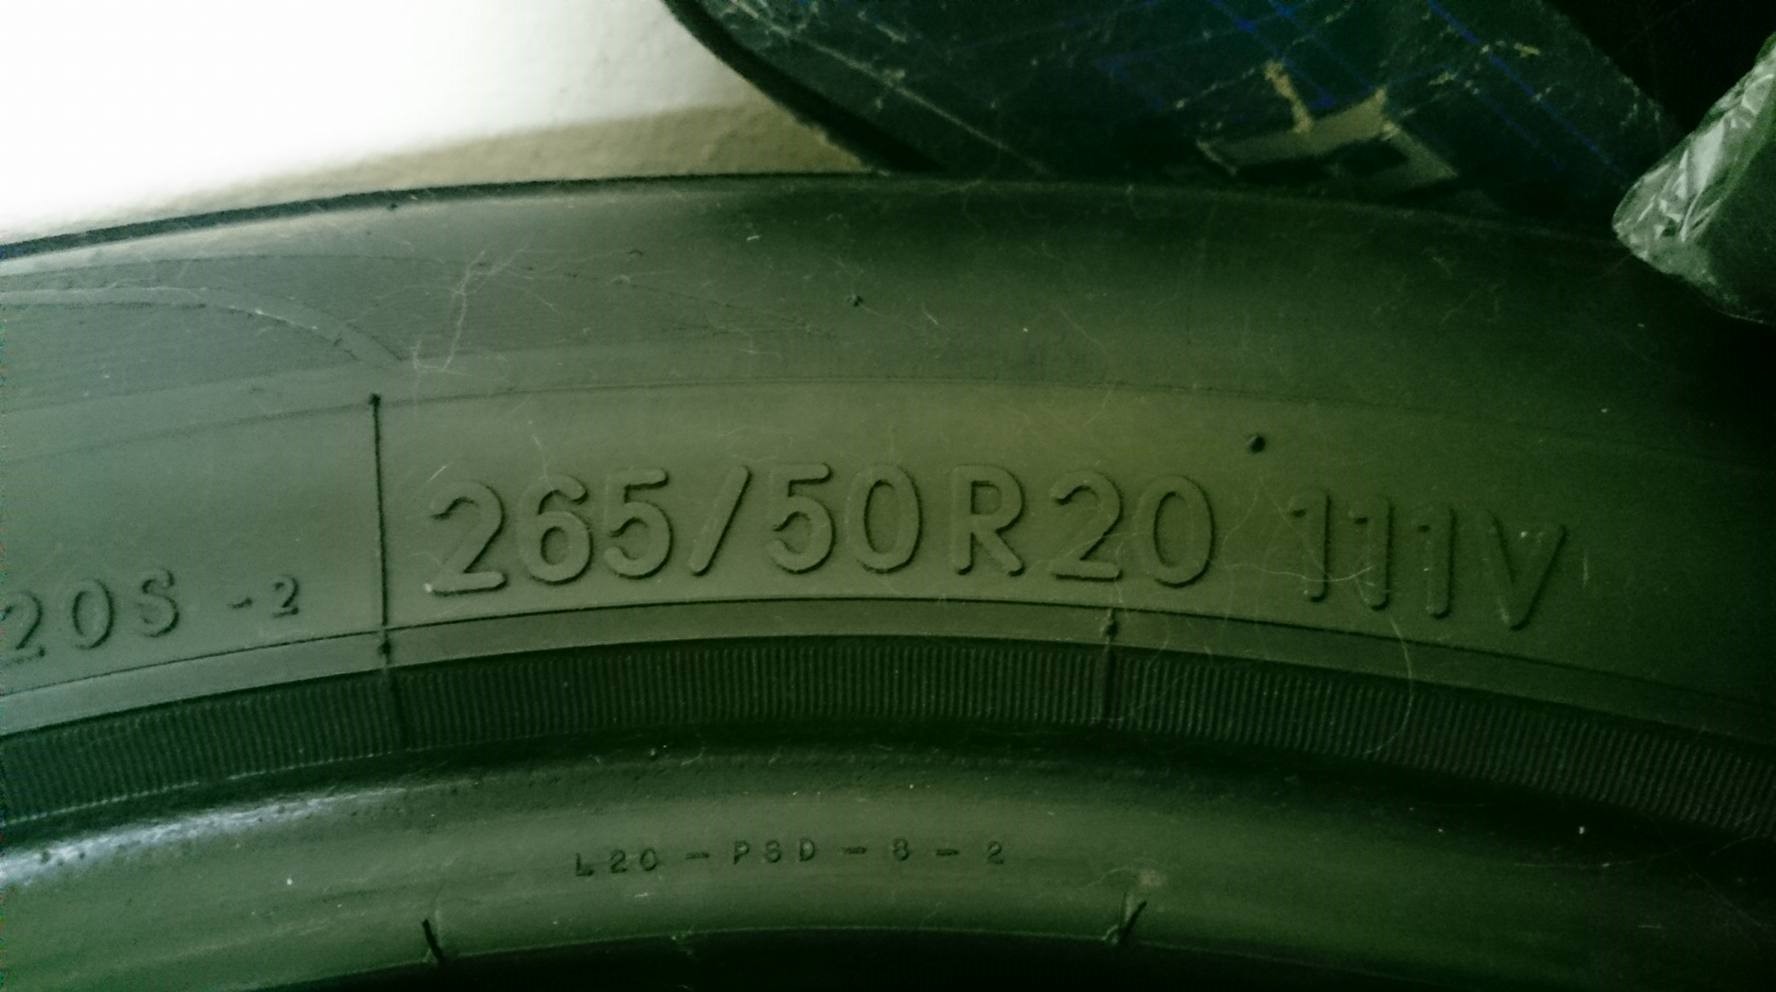 20S -2
265/50R20 111V
L20 - PSD - 8 - 2